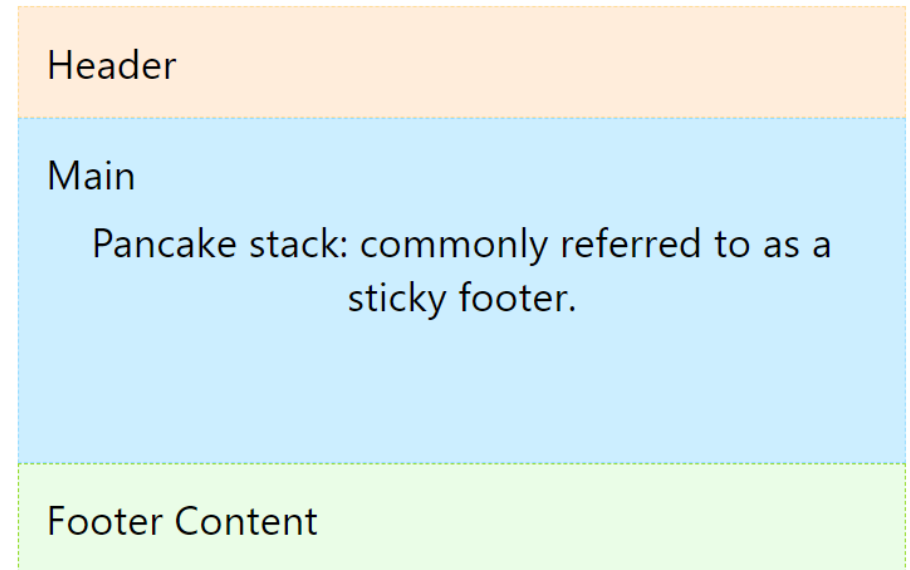 Header
Main
Pancake stack: commonly referred to as a
sticky footer.
Footer Content